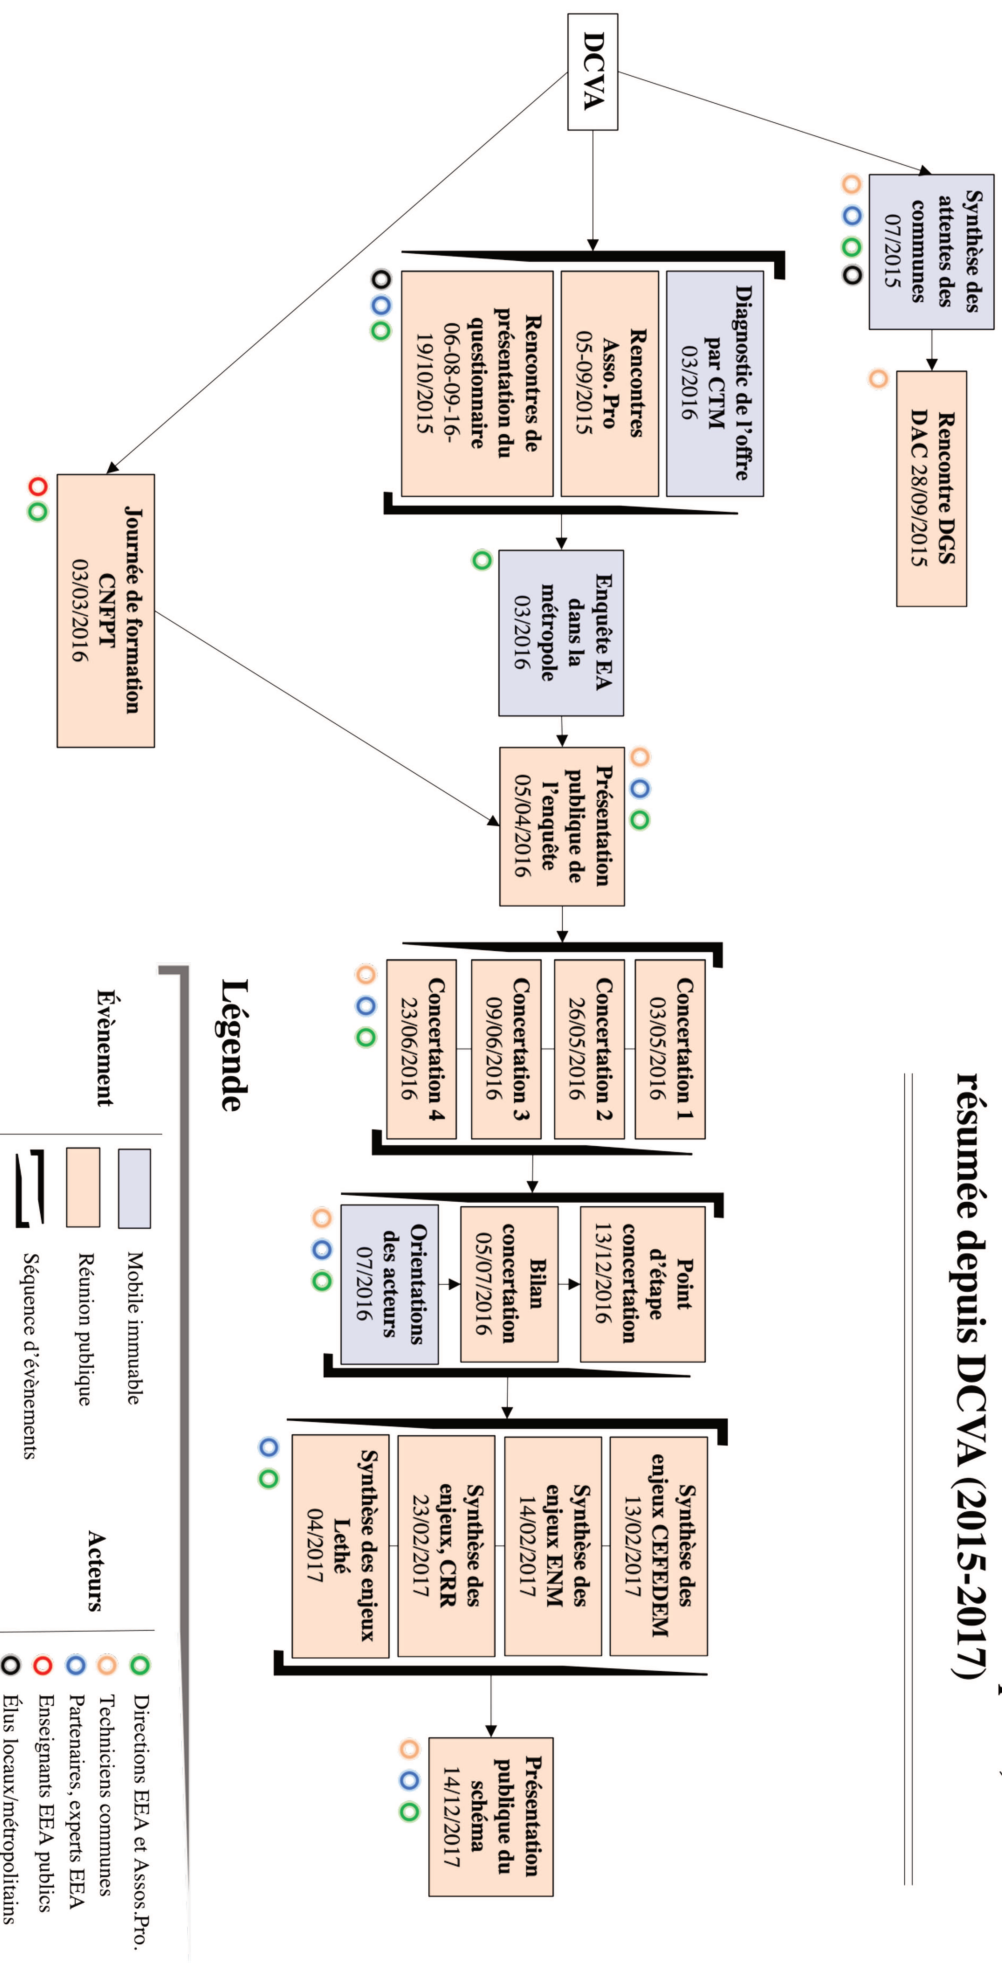 résumée depuis DCVA (2015-2017)
DCVA
Synthèse des
attentes des
communes
07/2015
Rencontre DGS
DAC 28/09/2015
Diagnostic de l'offre
par CTM
03/2016
Rencontres
Asso. Pro
05-09/2015
Rencontres de
présentation du
questionnaire
06-08-09-16-
19/10/2015
Journée de formation
CNFPT
03/03/2016
Enquête EA
dans la
métropole
03/2016
Présentation
publique de
l'enquête
05/04/2016
Concertation 1
03/05/2016
Concertation 2
26/05/2016
Concertation 3
09/06/2016
Concertation 4
23/06/2016
Point
d'étape
concertation
13/12/2016
Bilan
concertation
05/07/2016
Orientations
des acteurs
07/2016
Synthèse des
enjeux CEFEDEM
13/02/2017
Synthèse des
enjeux ENM
14/02/2017
Synthèse des
enjeux, CRR
23/02/2017
Synthèse des enjeux
Lethé
04/2017
Présentation
publique du
schéma
14/12/2017
Légende
Évènement
Mobile immuable
Réunion publique
Séquence d'évènements
Acteurs
Directions EEA et Assos.Pro.
Techniciens communes
Partenaires, experts EEA
Enseignants EEA publics
Élus locaux/métropolitains